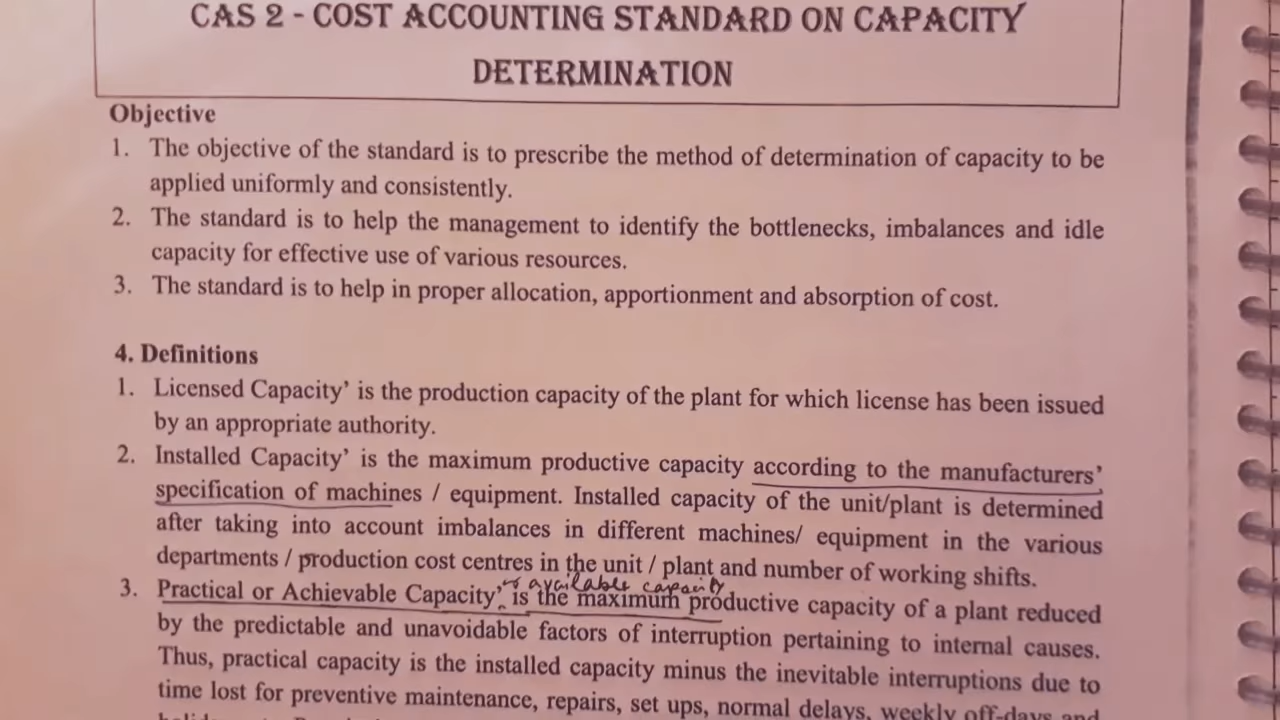 CAS 2 - COST ACCOUNTING STANDARD ON CAPACITY
DETERMINATION
Objective
1. The objective of the standard is to prescribe the method of determination of capacity to be
applied uniformly and consistently.
2. The standard is to help the management to identify the bottlenecks, imbalances and idle
capacity for effective use of various resources.
3. The standard is to help in proper allocation, apportionment and absorption of cost.
4. Definitions
1. Licensed Capacity’ is the production capacity of the plant for which license has been issued
by an appropriate authority.
2. Installed Capacity’ is the maximum productive capacity according to the manufacturers’
specification of machines / equipment. Installed capacity of the unit/plant is determined
after taking into account imbalances in different machines/ equipment in the various
departments / production cost centres in the unit / plant and number of working shifts.
or available capacity
3. Practical or Achievable Capacity’ is the maximum productive capacity of a plant reduced
by the predictable and unavoidable factors of interruption pertaining to internal causes.
Thus, practical capacity is the installed capacity minus the inevitable interruptions due to
time lost for preventive maintenance, repairs, set ups, normal delays, weekly off-days and